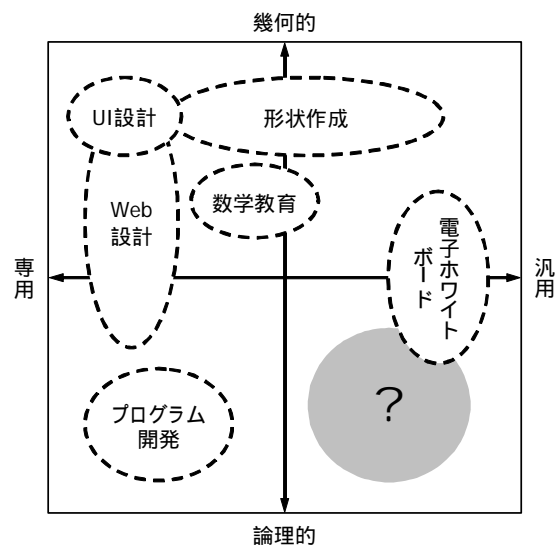 幾何的
UI設計
形状作成
数学教育
Web
設計
電子ホワイト
ボード
専用
汎用
プログラム
開発
?
論理的